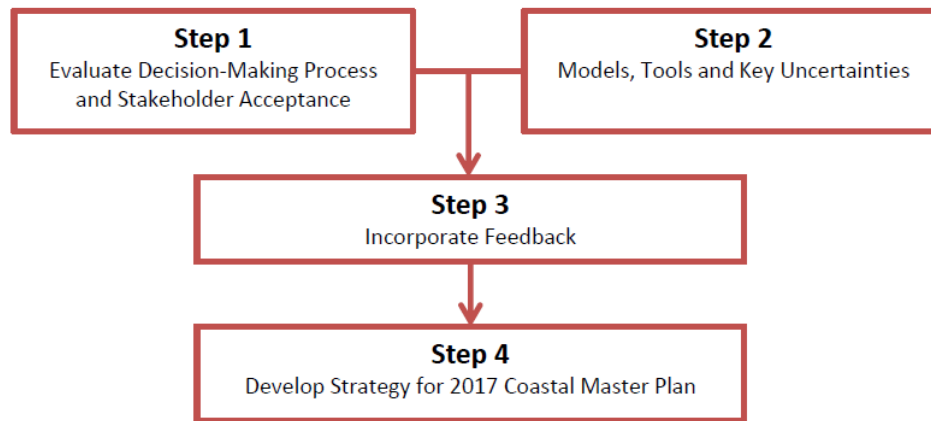 Step 1
Evaluate Decision-Making Process
and Stakeholder Acceptance
Step 2
Models, Tools and Key Uncertainties
Step 3
Incorporate Feedback
Step 4
Develop Strategy for 2017 Coastal Master Plan